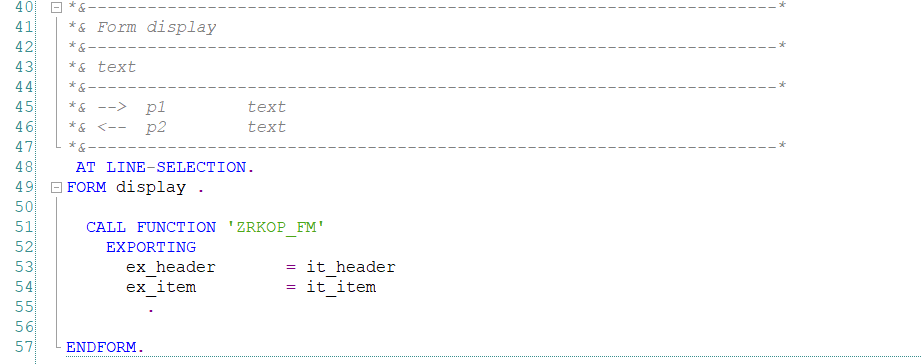 40 *&---------------------------------------------------------------------*
41 *& Form display
42 *&---------------------------------------------------------------------*
43 *& text
44 *&---------------------------------------------------------------------*
45 *& -->  p1        text
46 *& <--  p2        text
47 *&---------------------------------------------------------------------*
48  AT LINE-SELECTION.
49 FORM display .
50
51   CALL FUNCTION 'ZRKOP_FM'
52     EXPORTING
53       ex_header       = it_header
54       ex_item         = it_item
55         .
56
57 ENDFORM.